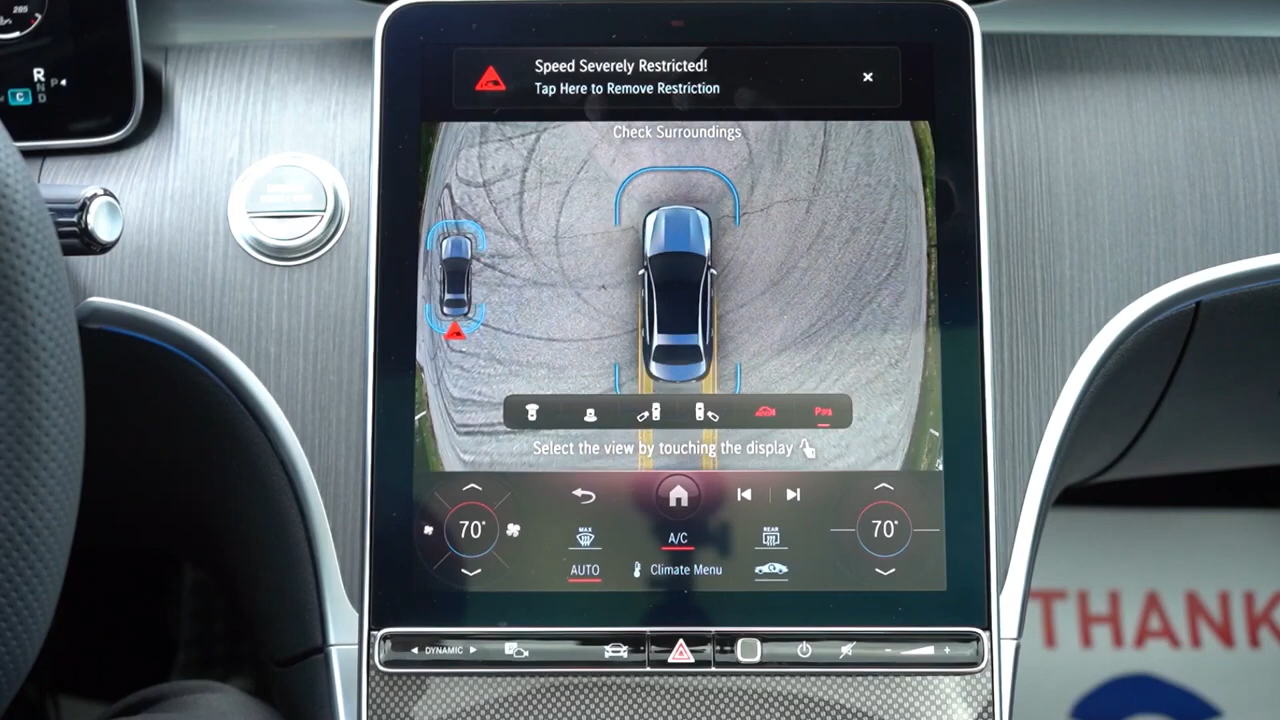 205
R
N
D
P
C
Speed Severely Restricted!
Tap Here to Remove Restriction
Check Surroundings
Select the view by touching the display
70°
MAX
A/C
REAR
70°
AUTO
Climate Menu
DYNAMIC
- +
THANK